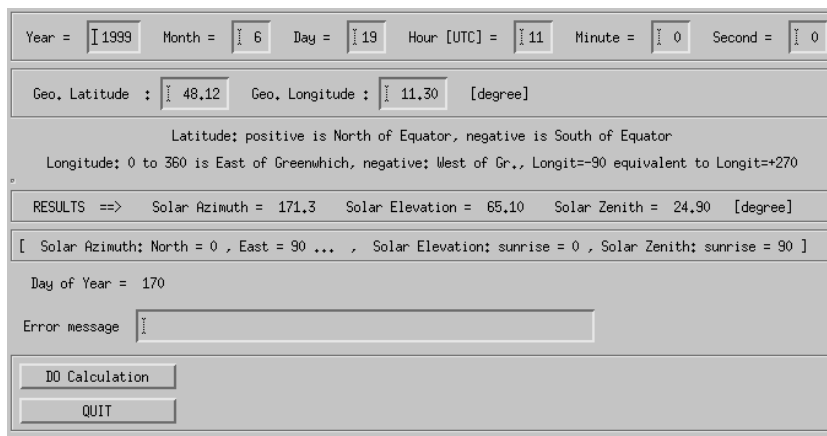 Year = 1999 Month = 6 Day = 19 Hour [UTC] = 11 Minute = 0 Second = 0
Geo. Latitude : 48.12 Geo. Longitude : 11.30 [degree]
Latitude: positive is North of Equator, negative is South of Equator
Longitude: 0 to 360 is East of Greenwhich, negative: West of Gr., Longit=-90 equivalent to Longit=+270
RESULTS ==> Solar Azimuth = 171.3 Solar Elevation = 65.10 Solar Zenith = 24.90 [degree]
[ Solar Azimuth: North = 0 , East = 90 ... , Solar Elevation: sunrise = 0 , Solar Zenith: sunrise = 90 ]
Day of Year = 170
Error message
DO Calculation
QUIT